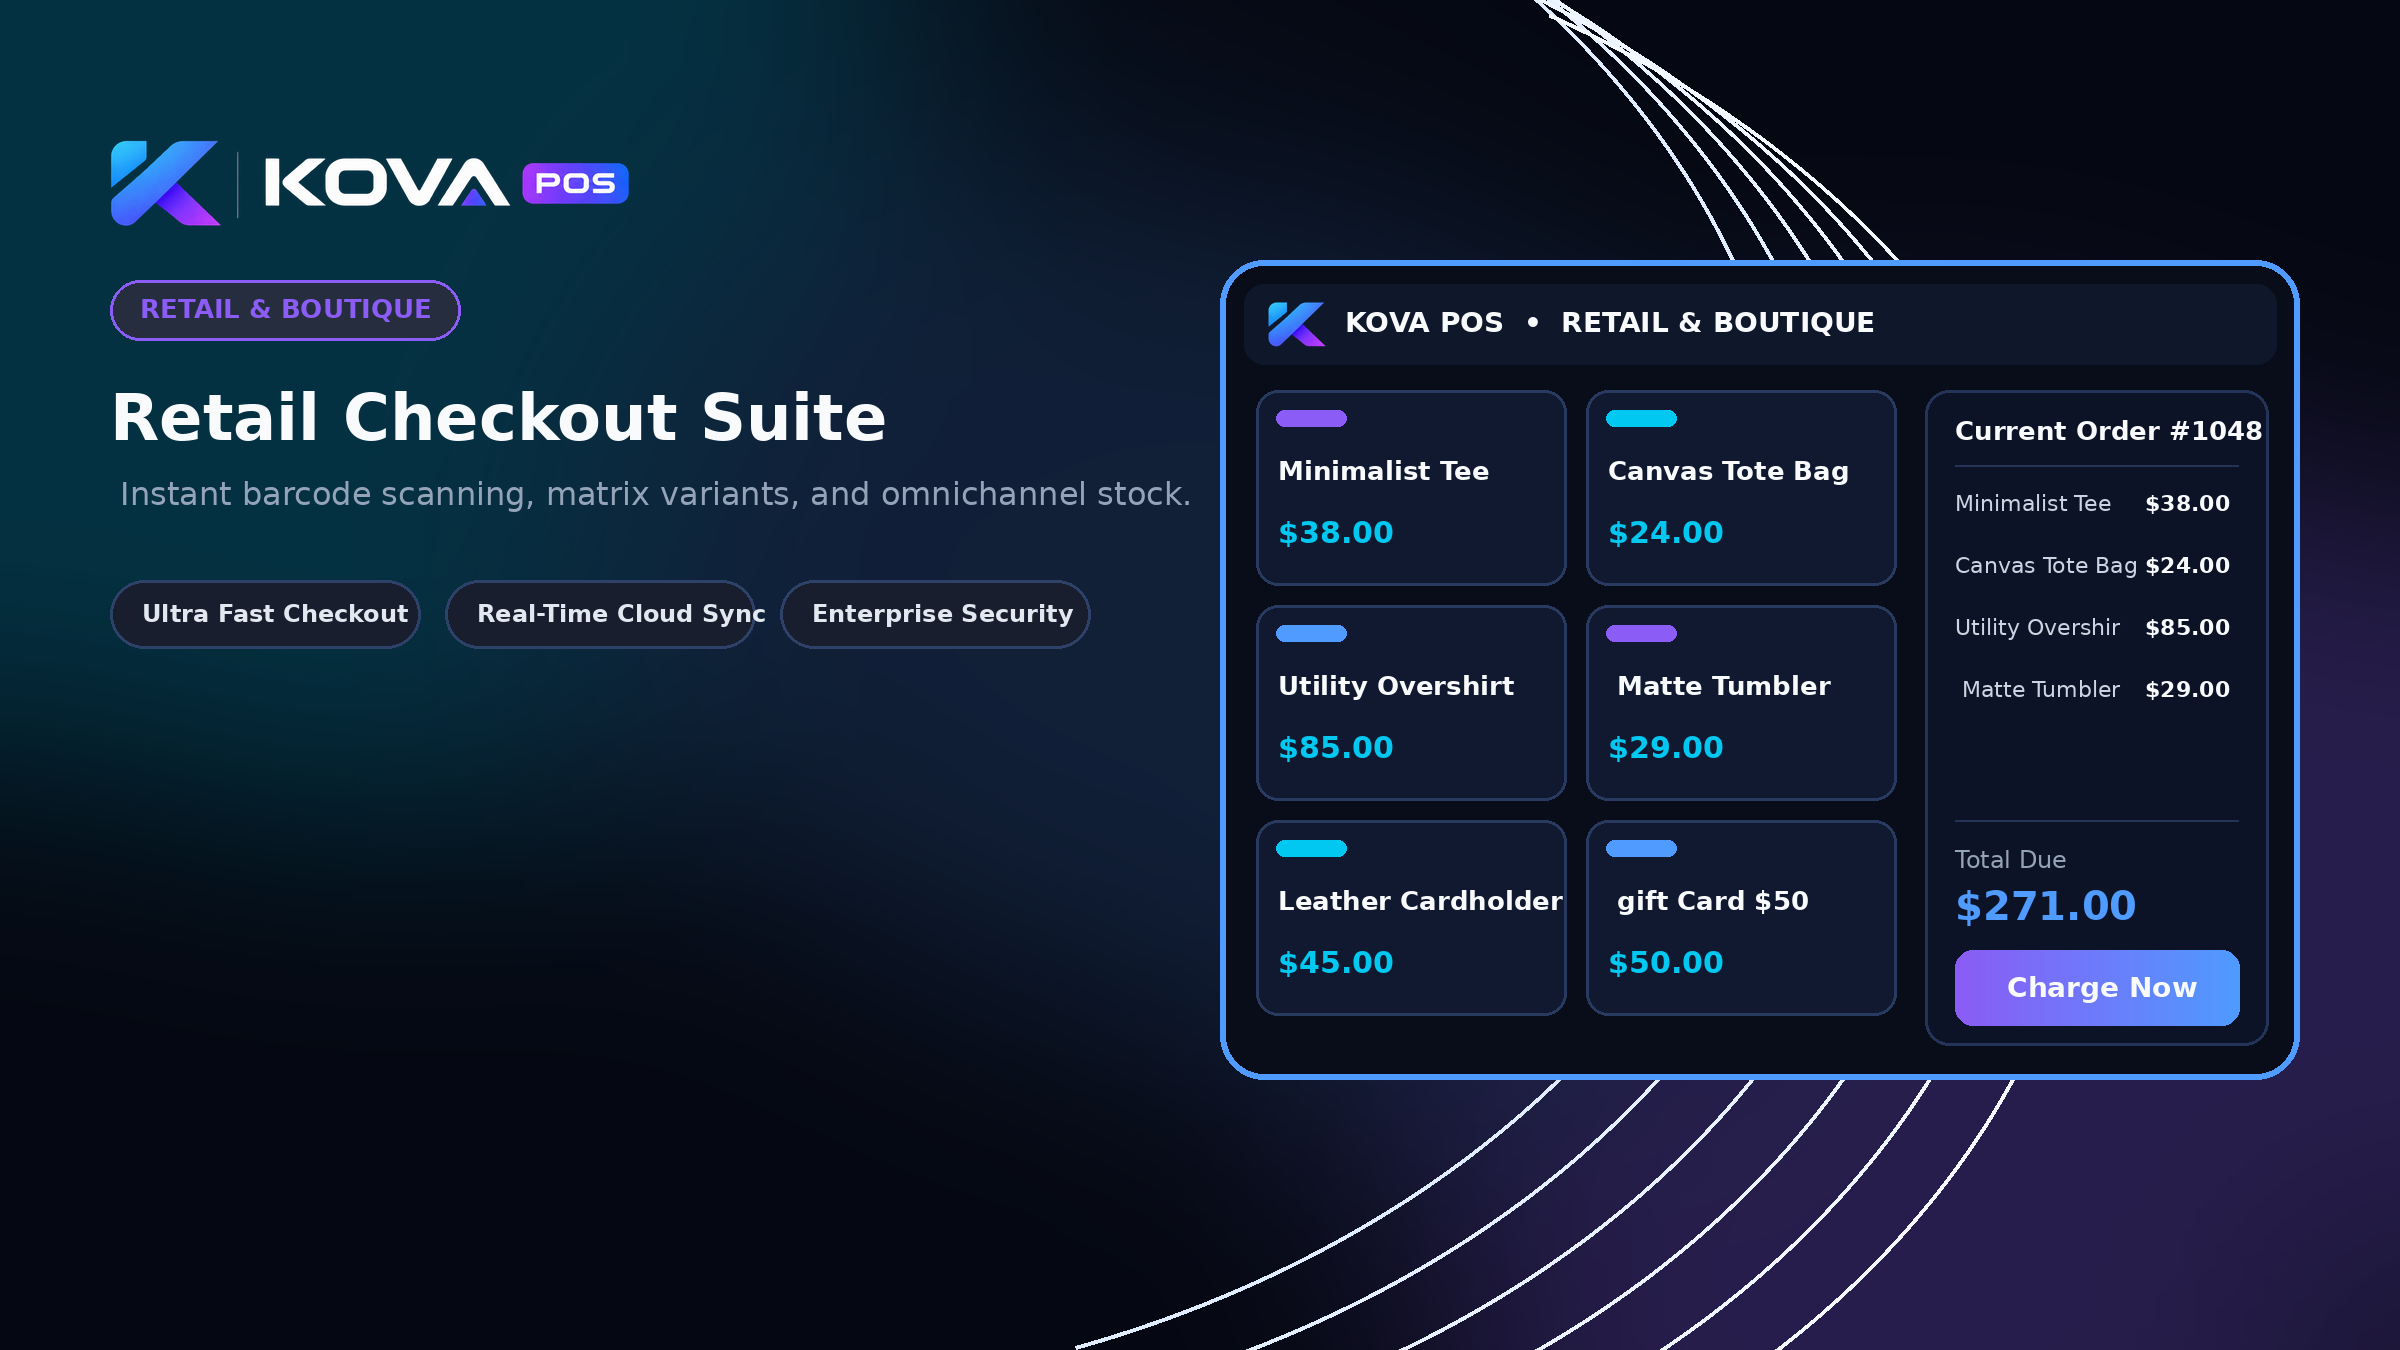 KOVA POS
RETAIL & BOUTIQUE
Retail Checkout Suite
Instant barcode scanning, matrix variants, and omnichannel stock.
Ultra Fast Checkout
Real-Time Cloud Sync
Enterprise Security
KOVA POS • RETAIL & BOUTIQUE
Minimalist Tee
$38.00
Canvas Tote Bag
$24.00
Utility Overshirt
$85.00
Matte Tumbler
$29.00
Leather Cardholder
$45.00
gift Card $50
$50.00
Current Order #1048
Minimalist Tee $38.00
Canvas Tote Bag $24.00
Utility Overshir $85.00
Matte Tumbler $29.00
Total Due
$271.00
Charge Now